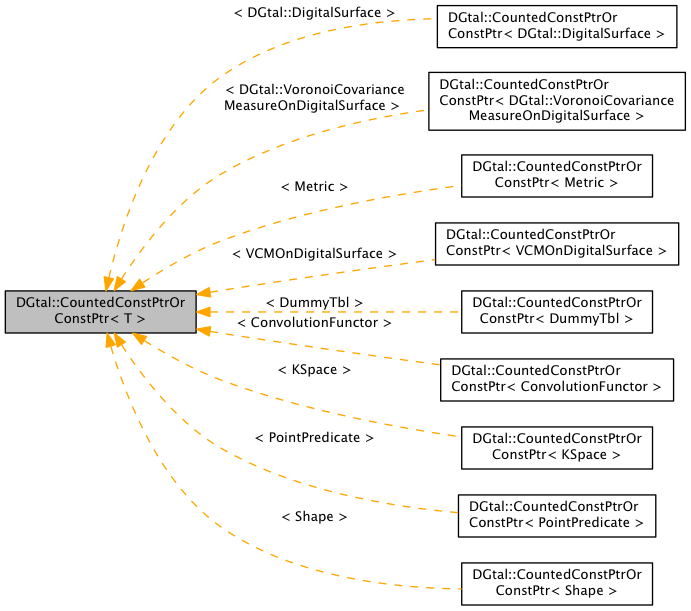 < DGtal::DigitalSurface >
DGtal::CountedConstPtrOr
ConstPtr< DGtal::DigitalSurface >
< DGtal::VoronoiCovariance
MeasureOnDigitalSurface >
DGtal::CountedConstPtrOr
ConstPtr< DGtal::VoronoiCovariance
MeasureOnDigitalSurface >
< Metric >
DGtal::CountedConstPtrOr
ConstPtr< Metric >
< VCMOnDigitalSurface >
DGtal::CountedConstPtrOr
ConstPtr< VCMOnDigitalSurface >
DGtal::CountedConstPtrOr
ConstPtr< T >
< DummyTbl >
DGtal::CountedConstPtrOr
ConstPtr< DummyTbl >
< ConvolutionFunctor >
DGtal::CountedConstPtrOr
ConstPtr< ConvolutionFunctor >
< KSpace >
DGtal::CountedConstPtrOr
ConstPtr< KSpace >
< PointPredicate >
DGtal::CountedConstPtrOr
ConstPtr< PointPredicate >
< Shape >
DGtal::CountedConstPtrOr
ConstPtr< Shape >